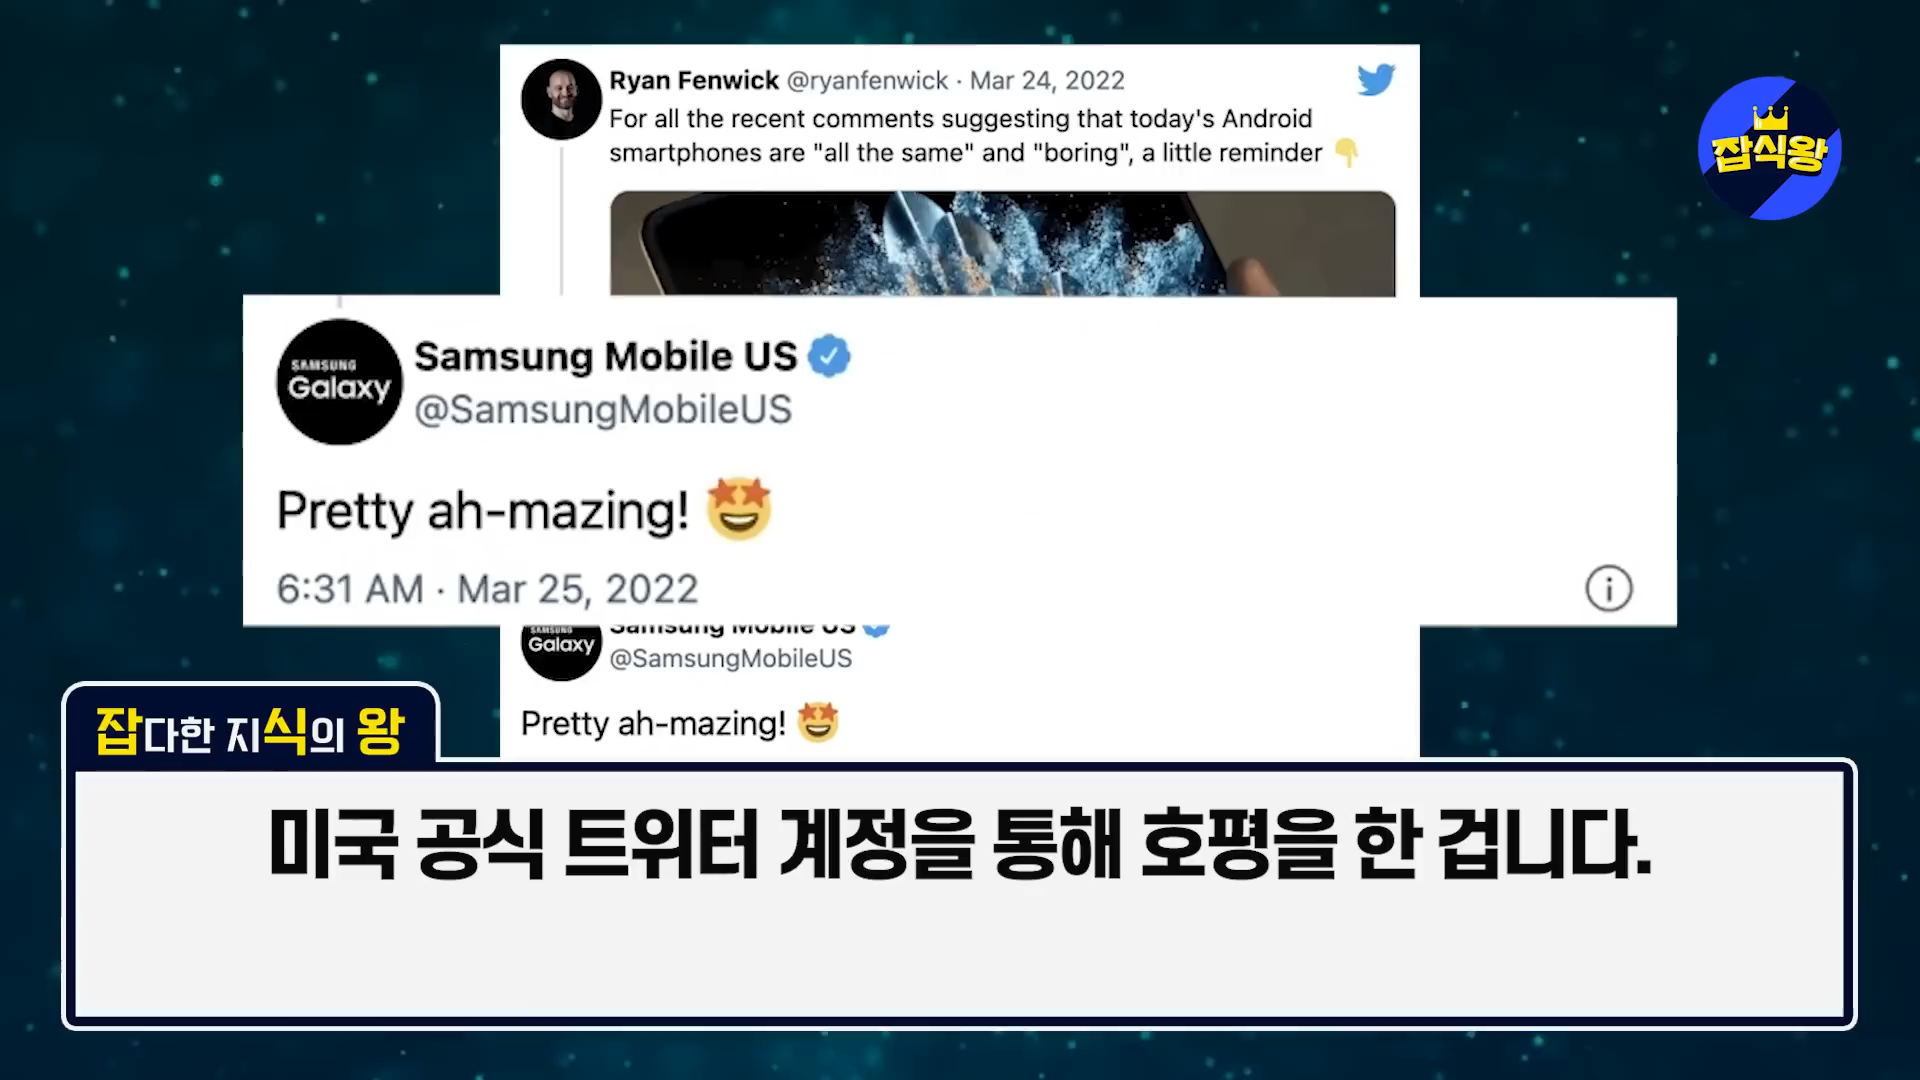 Ryan Fenwick @ryanfenwick · Mar 24, 2022
For all the recent comments suggesting that today's Android
smartphones are "all the same" and "boring", a little reminder 👇
잡식왕
SAMSUNG
Galaxy
Samsung Mobile US
@SamsungMobileUS
Pretty ah-mazing! 🤩
6:31 AM · Mar 25, 2022
SAMSUNG
Galaxy
Samsung Mobile US
@SamsungMobileUS
Pretty ah-mazing! 🤩
잡다한 지식의 왕
미국 공식 트위터 계정을 통해 호평을 한 겁니다.